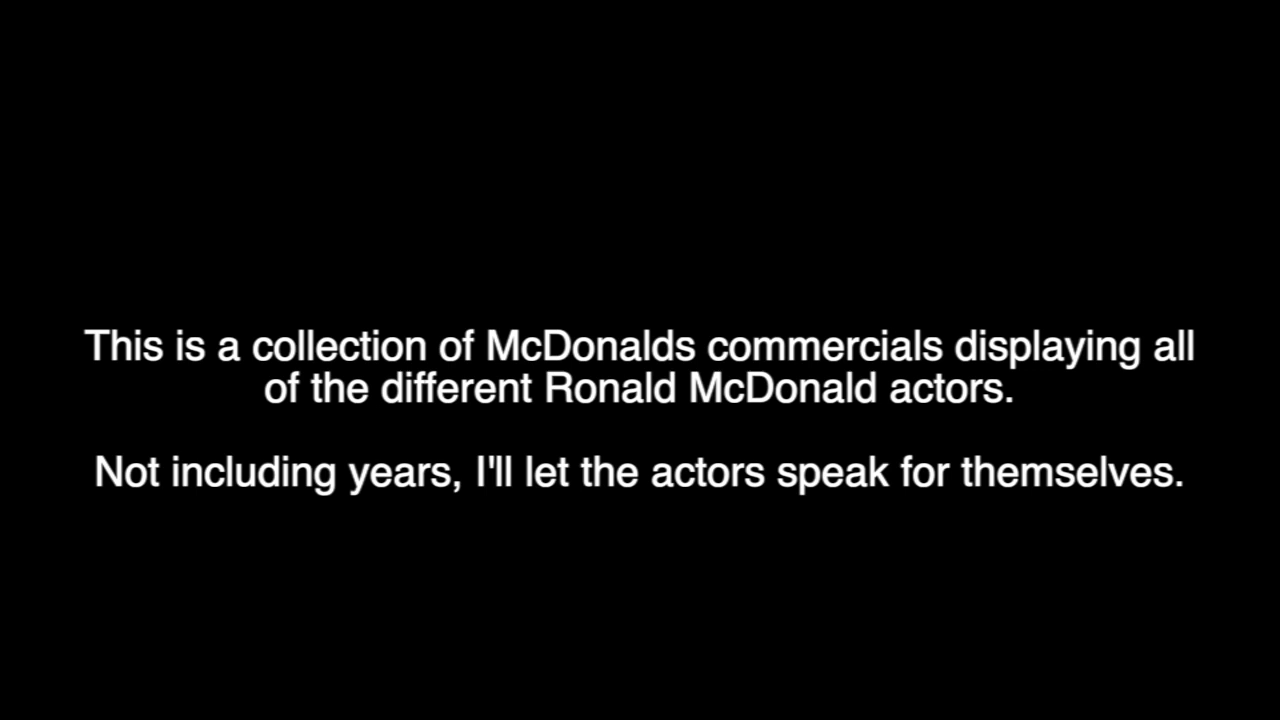 This is a collection of McDonalds commercials displaying all
of the different Ronald McDonald actors.
Not including years, I'll let the actors speak for themselves.